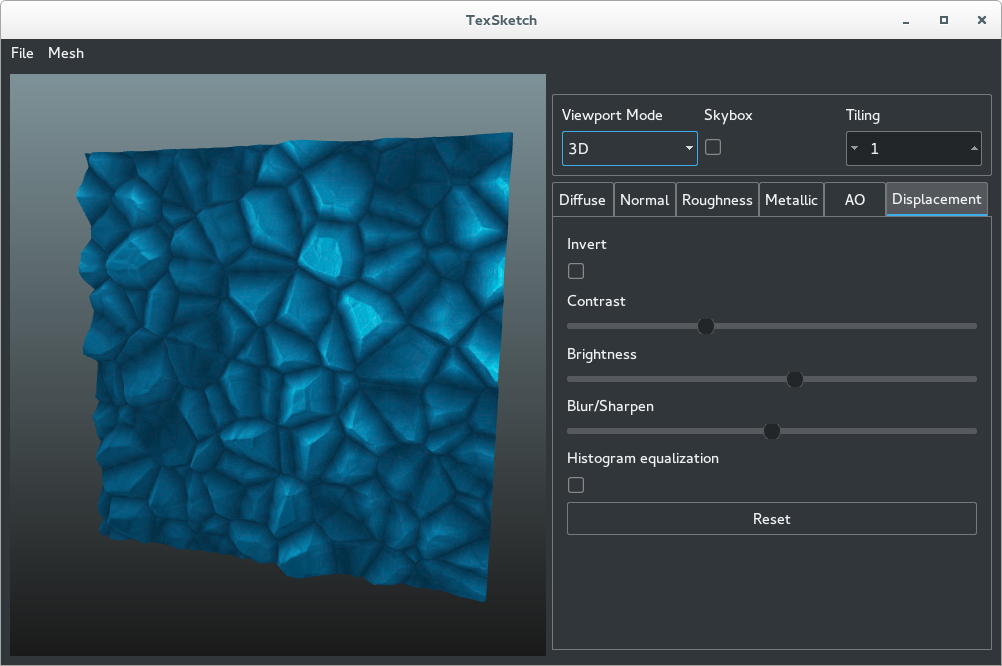 TexSketch
File Mesh
Viewport Mode Skybox Tiling
3D 1
Diffuse Normal Roughness Metallic AO Displacement
Invert
Contrast
Brightness
Blur/Sharpen
Histogram equalization
Reset